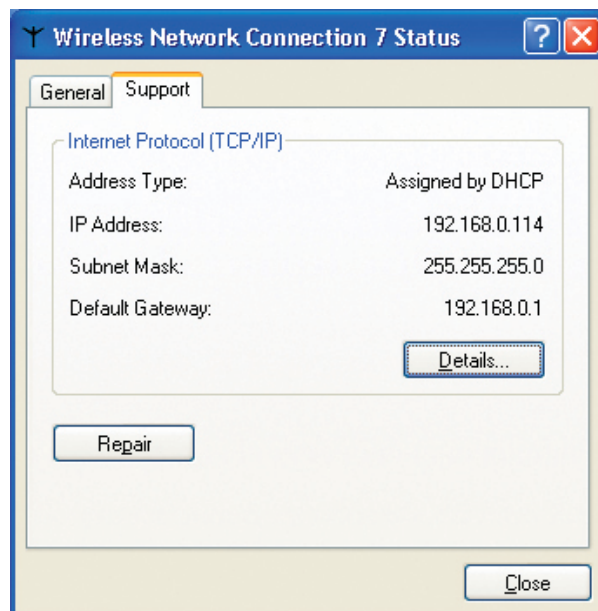 Wireless Network Connection 7 Status
General Support
Internet Protocol (TCP/IP)
Address Type: Assigned by DHCP
IP Address: 192.168.0.114
Subnet Mask: 255.255.255.0
Default Gateway: 192.168.0.1
Details...
Repair
Close